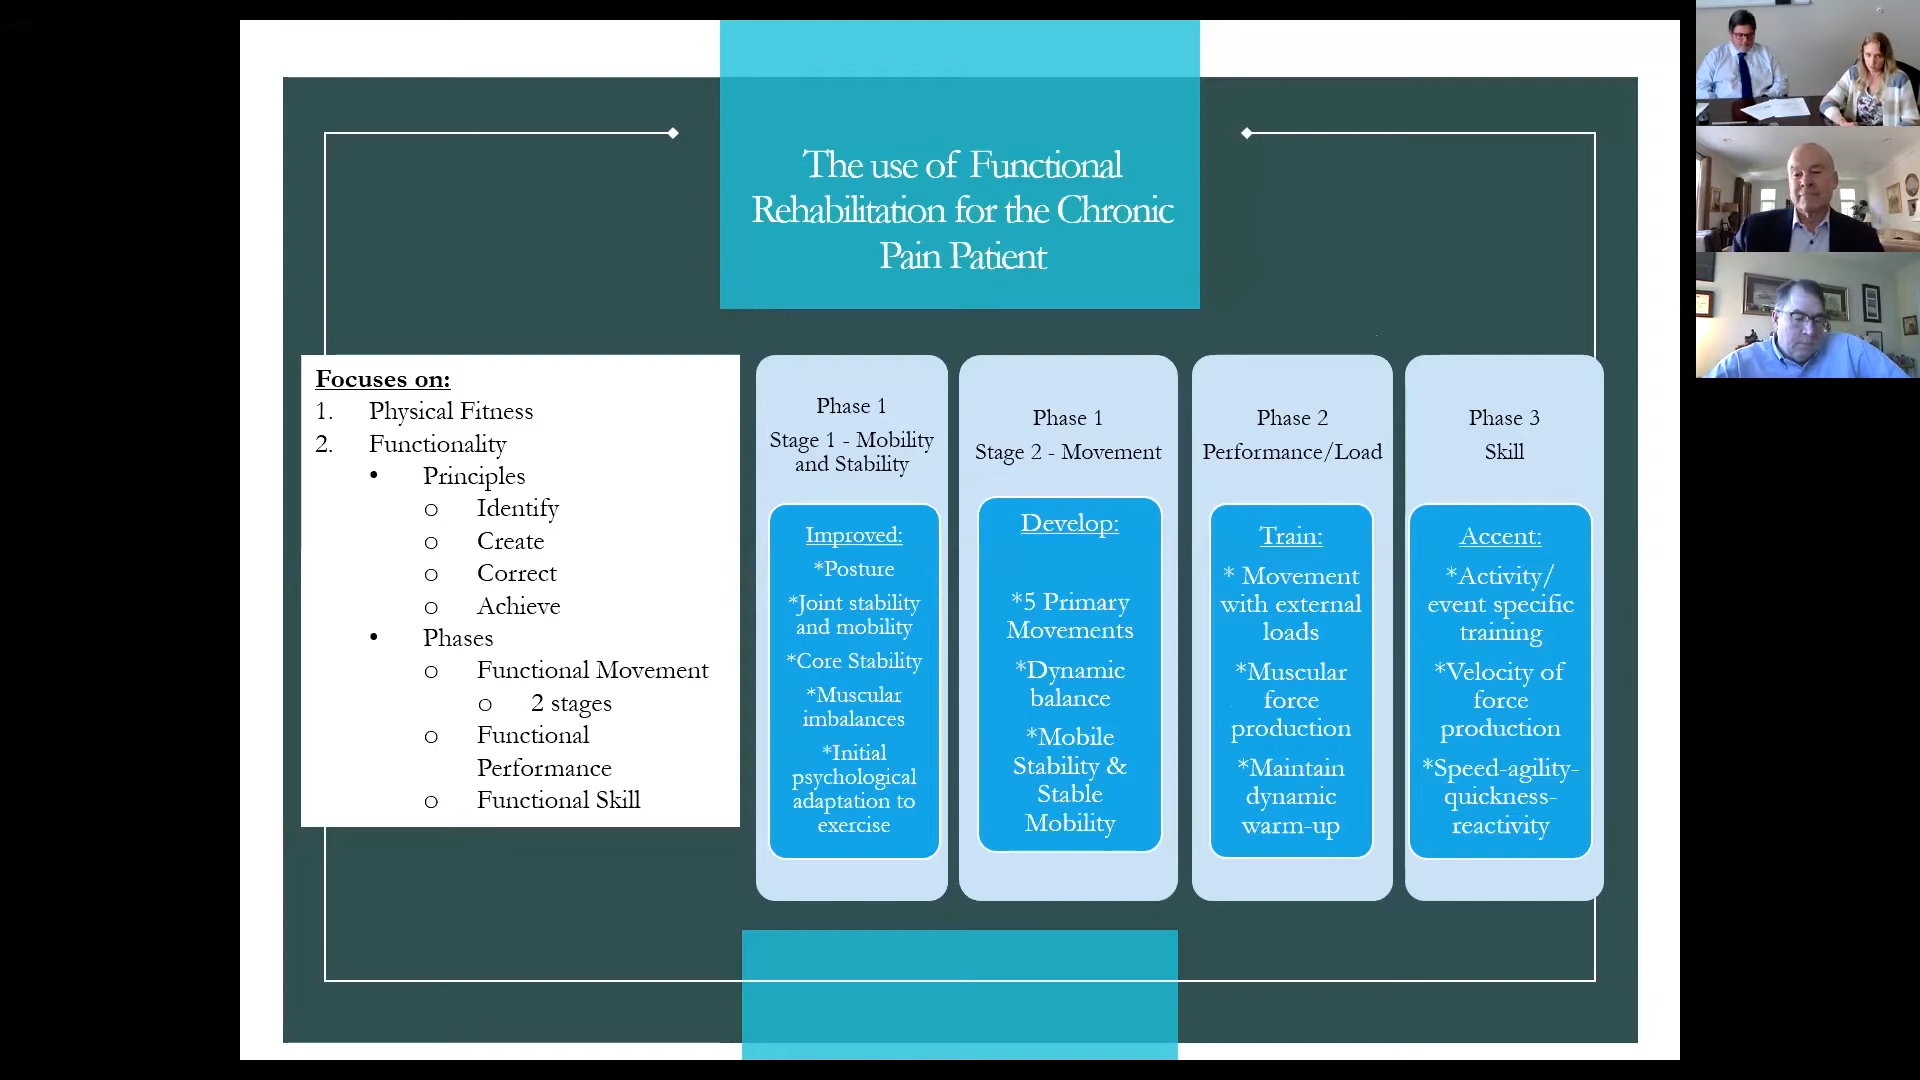 The use of Functional
Rehabilitation for the Chronic
Pain Patient
Focuses on:
1. Physical Fitness
2. Functionality
• Principles
o Identify
o Create
o Correct
o Achieve
• Phases
o Functional Movement
o 2 stages
o Functional
Performance
o Functional Skill
Phase 1
Stage 1 - Mobility
and Stability
Improved:
*Posture
*Joint stability
and mobility
*Core Stability
*Muscular
imbalances
*Initial
psychological
adaptation to
exercise
Phase 1
Stage 2 - Movement
Develop:
*5 Primary
Movements
*Dynamic
balance
*Mobile
Stability &
Stable
Mobility
Phase 2
Performance/Load
Train:
* Movement
with external
loads
*Muscular
force
production
*Maintain
dynamic
warm-up
Phase 3
Skill
Accent:
*Activity/
event specific
training
*Velocity of
force
production
*Speed-agility-
quickness-
reactivity